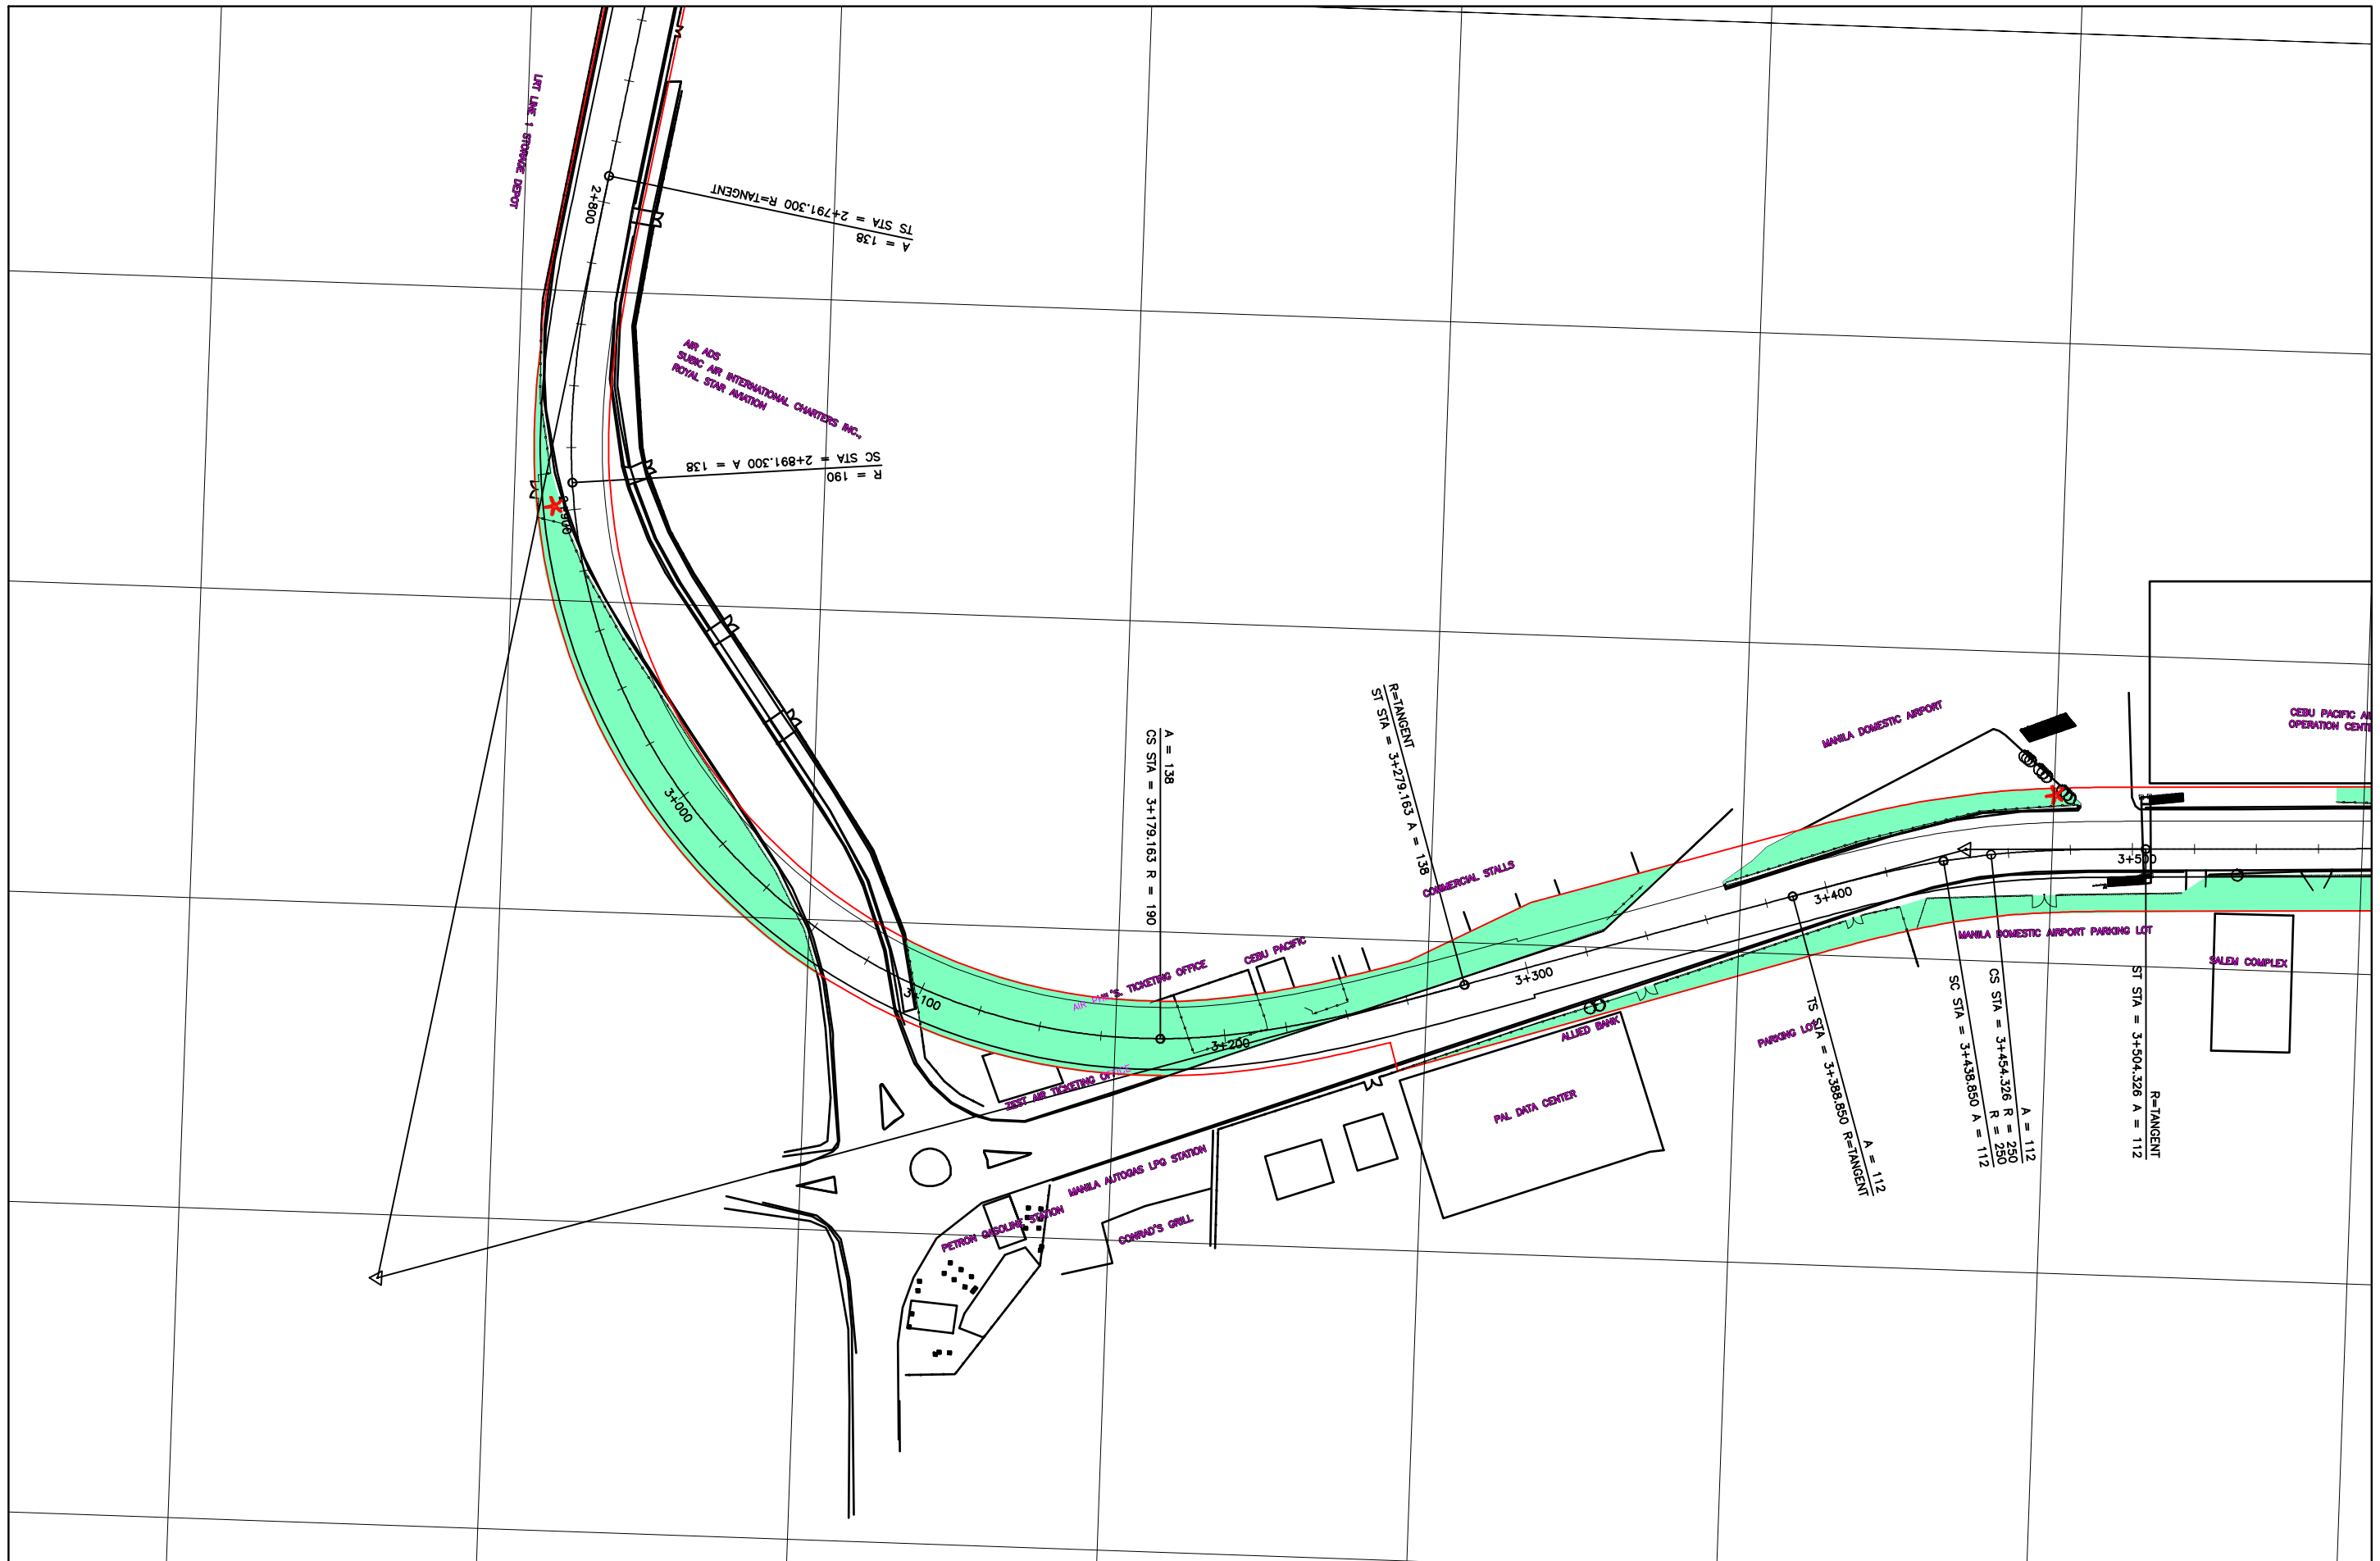 LRT LINE 1 STORAGE DEPOT
2+800
TS STA = 2+791.300 R=TANGENT
A = 138
AIR ADS
SUBIC AIR INTERNATIONAL CHARTERS INC.,
ROYAL STAR AVIATION
SC STA = 2+891.300 A = 138
R = 190
2+900
3+000
3+100
A = 138
CS STA = 3+179.163 R = 190
3+200
AIR PHIL'S. TICKETING OFFICE
CEBU PACIFIC
ZEST AIR TICKETING OFFICE
R=TANGENT
ST STA = 3+279.163 A = 138
COMMERCIAL STALLS
3+300
MANILA DOMESTIC AIRPORT
CEBU PACIFIC
OPERATION
3+400
3+500
MANILA DOMESTIC AIRPORT PARKING LOT
SALEM COMPLEX
ALLIED BANK
PARKING LOT
PAL DATA CENTER
A = 112
TS STA = 3+388.850 R=TANGENT
R = 250
SC STA = 3+438.850 A = 112
A = 112
CS STA = 3+454.326 R = 250
R=TANGENT
ST STA = 3+504.326 A = 112
MANILA AUTOGAS LPG STATION
PETRON GASOLINE STATION
CONRAD'S GRILL